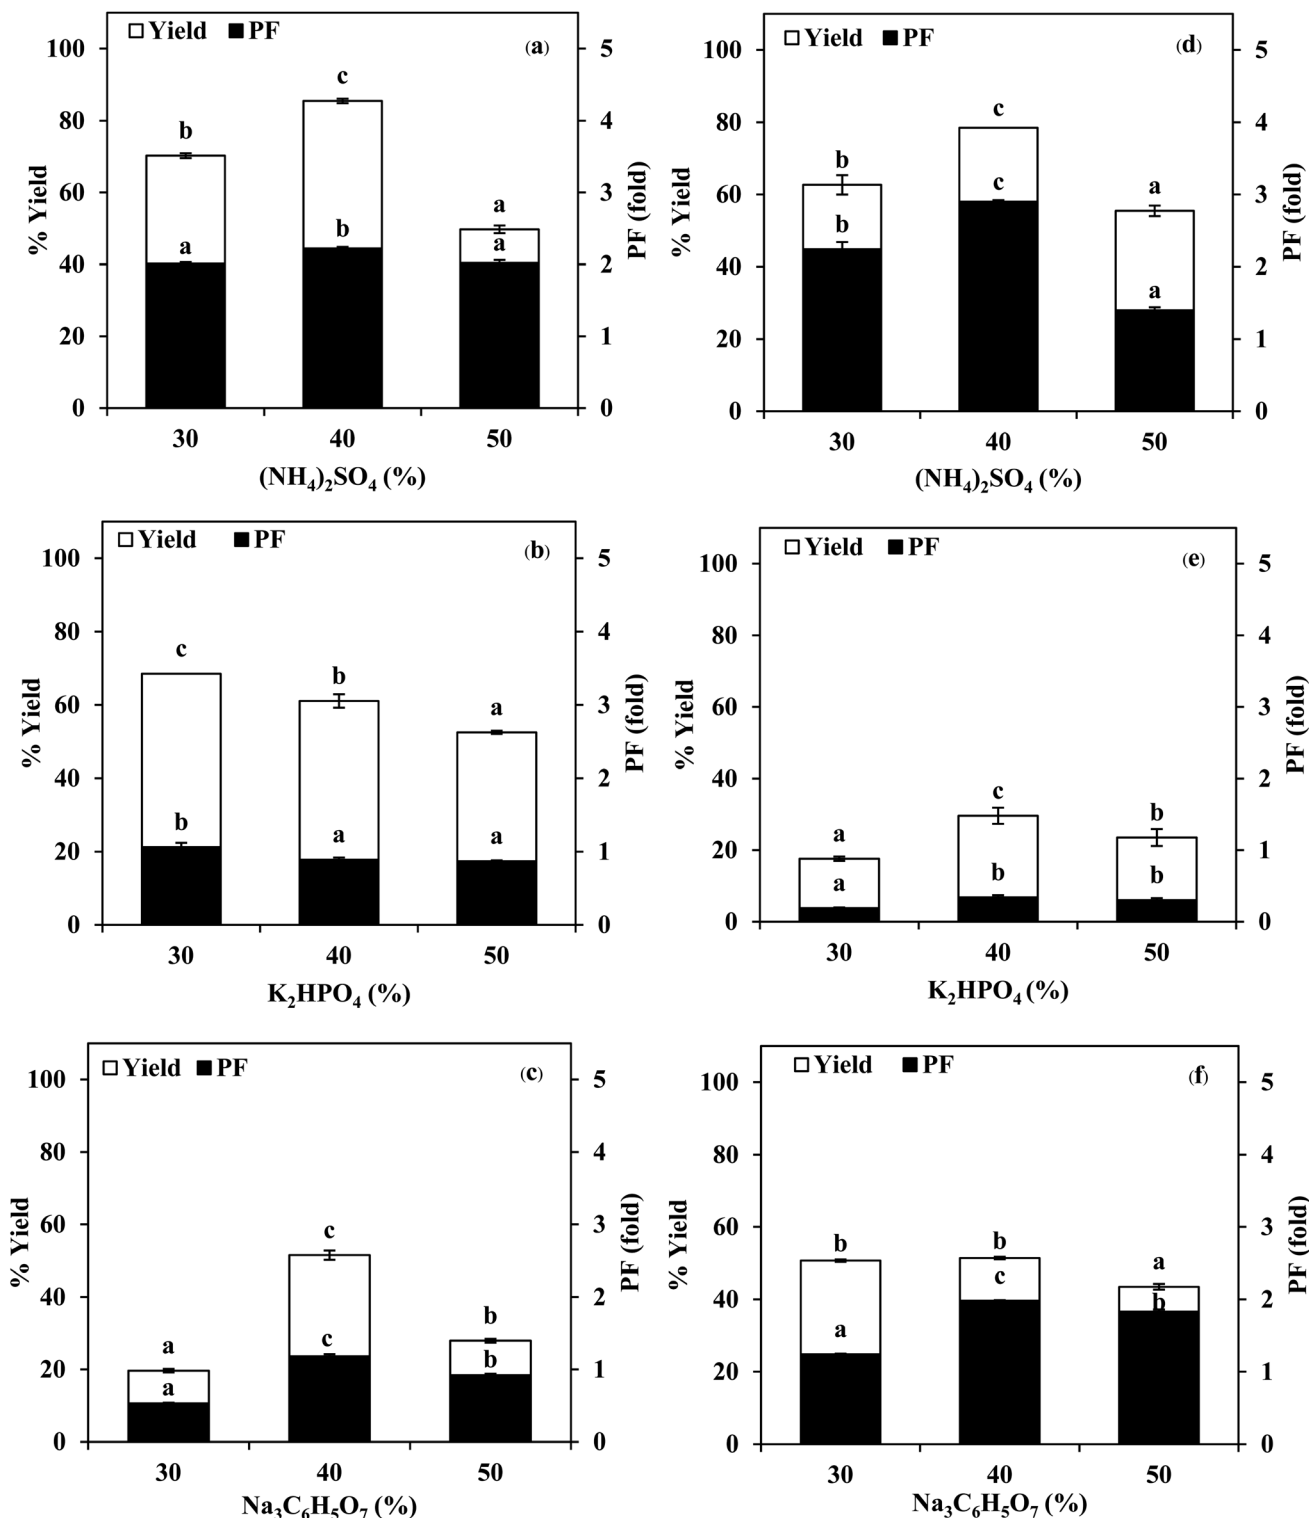 Yield PF (a)
100
80
60
40
20
0
5
4
3
2
1
0
% Yield
PF (fold)
b c a
a b a
30 40 50
(NH₄)₂SO₄ (%)
Yield PF (d)
100
80
60
40
20
0
5
4
3
2
1
0
% Yield
PF (fold)
b c a
b c a
30 40 50
(NH₄)₂SO₄ (%)
Yield PF (b)
100
80
60
40
20
0
5
4
3
2
1
0
% Yield
PF (fold)
c b a
b a a
30 40 50
K₂HPO₄ (%)
Yield PF (e)
100
80
60
40
20
0
5
4
3
2
1
0
% Yield
PF (fold)
a c b
a b b
30 40 50
K₂HPO₄ (%)
Yield PF (c)
100
80
60
40
20
0
5
4
3
2
1
0
% Yield
PF (fold)
a c b
a c b
30 40 50
Na₃C₆H₅O₇ (%)
Yield PF (f)
100
80
60
40
20
0
5
4
3
2
1
0
% Yield
PF (fold)
b b a
a c b
30 40 50
Na₃C₆H₅O₇ (%)